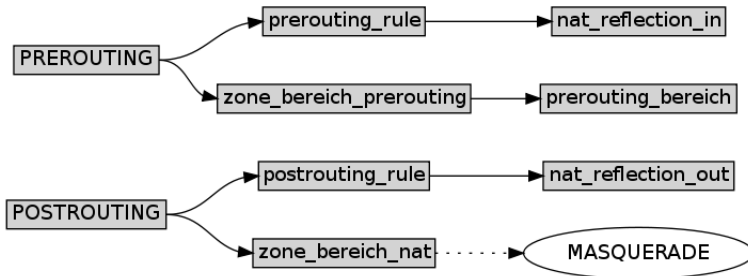 prerouting_rule
nat_reflection_in
PREROUTING
zone_bereich_prerouting
prerouting_bereich
postrouting_rule
nat_reflection_out
POSTROUTING
zone_bereich_nat
MASQUERADE